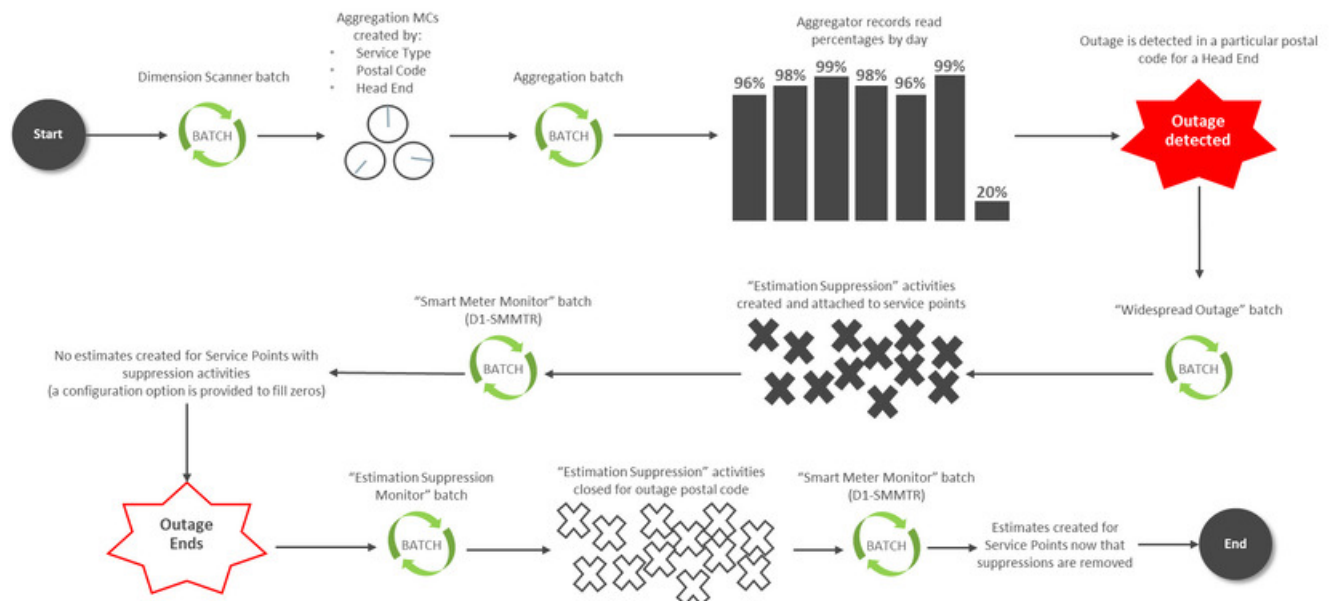 Start
Dimension Scanner batch
BATCH
Aggregation MCs
created by:
• Service Type
• Postal Code
• Head End
Aggregation batch
BATCH
Aggregator records read
percentages by day
96%
98%
99%
98%
96%
99%
20%
Outage is detected in a particular postal
code for a Head End
Outage
detected
"Widespread Outage" batch
BATCH
"Estimation Suppression" activities
created and attached to service points
"Smart Meter Monitor" batch
(D1-SMMTR)
BATCH
No estimates created for Service Points with
suppression activities
(a configuration option is provided to fill zeros)
Outage
Ends
"Estimation Suppression
Monitor" batch
BATCH
"Estimation Suppression" activities
closed for outage postal code
"Smart Meter Monitor" batch
(D1-SMMTR)
BATCH
Estimates created for
Service Points now that
suppressions are removed
End